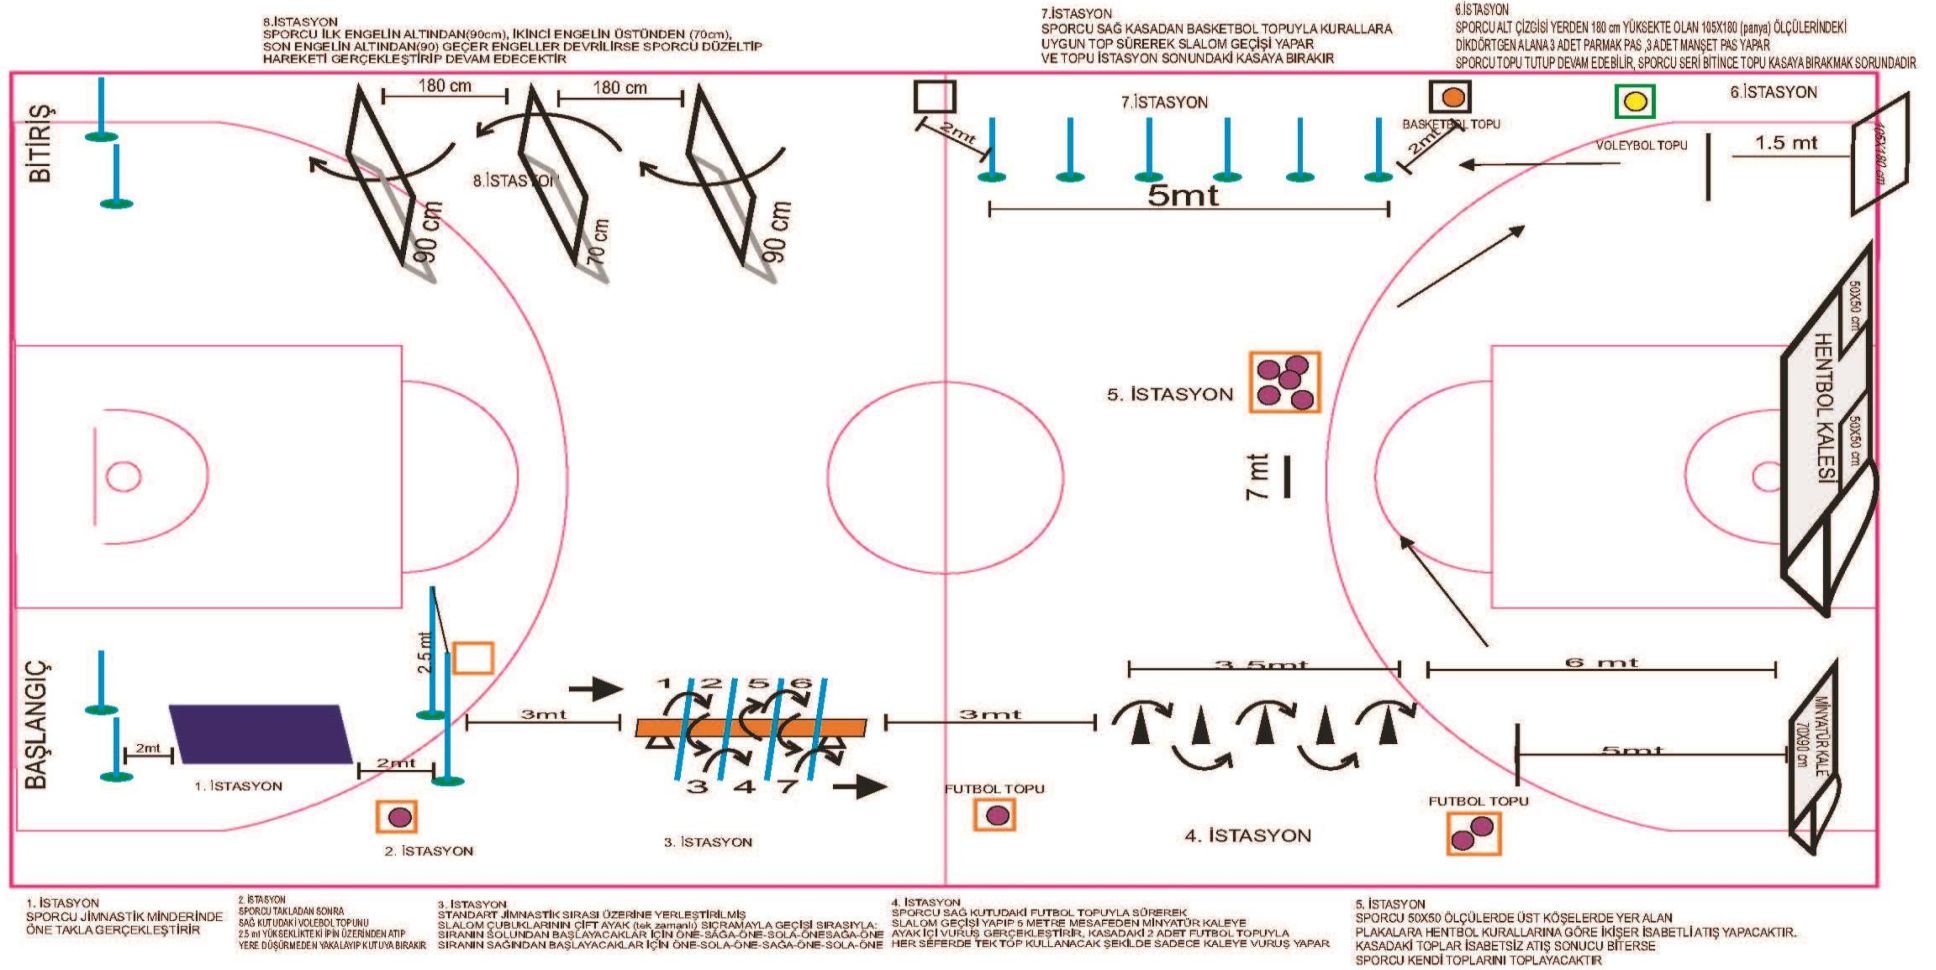 8.İSTASYON
SPORCU İLK ENGELİN ALTINDAN(90cm), İKİNCİ ENGELİN ÜSTÜNDEN (70cm),
SON ENGELİN ALTINDAN(90) GEÇER ENGELLER DEVRİLİRSE SPORCU DÜZELTİP
HAREKETİ GERÇEKLEŞTİRİP DEVAM EDECEKTİR
7.İSTASYON
SPORCU SAĞ KASADAN BASKETBOL TOPUYLA KURALLARA
UYGUN TOP SÜREREK SLALOM GEÇİŞİ YAPAR
VE TOPU İSTASYON SONUNDAKİ KASAYA BIRAKIR
6.İSTASYON
SPORCU ALT ÇİZGİSİ YERDEN 180 cm YÜKSEKTE OLAN 105X180 (panya) ÖLÇÜLERİNDEKİ
DİKDÖRTGEN ALANA 3 ADET PARMAK PAS ,3 ADET MANŞET PAS YAPAR
SPORCU TOPU TUTUP DEVAM EDEBİLİR, SPORCU SERİ BİTİNCE TOPU KASAYA BIRAKMAK SORUNDADIR
BİTİRİŞ
180 cm
180 cm
8.İSTASYON
90 cm
70 cm
90 cm
7.İSTASYON
2mt
2mt
BASKETBOL TOPU
5mt
6.İSTASYON
VOLEYBOL TOPU
1.5 mt
105X180 cm
5. İSTASYON
7 mt
HENTBOL KALESİ
50X50 cm
50X50 cm
BAŞLANGIÇ
2mt
1. İSTASYON
2mt
2.5 mt
2. İSTASYON
3mt
1 2 5 6
3 4 7
3. İSTASYON
3mt
FUTBOL TOPU
3.5mt
4. İSTASYON
6 mt
5mt
FUTBOL TOPU
MİNYATÜR KALE
70X90 cm
1. İSTASYON
SPORCU JİMNASTİK MİNDERİNDE
ÖNE TAKLA GERÇEKLEŞTİRİR
2. İSTASYON
SPORCU TAKLADAN SONRA
SAĞ KUTUDAKİ VOLEBOL TOPUNU
2.5 mt YÜKSEKLİKTEKİ İPİN ÜZERİNDEN ATIP
YERE DÜŞÜRMEDEN YAKALAYIP KUTUYA BIRAKIR
3. İSTASYON
STANDART JİMNASTİK SIRASI ÜZERİNE YERLEŞTİRİLMİŞ
SLALOM ÇUBUKLARININ ÇİFT AYAK (tek zamanlı) SIÇRAMAYLA GEÇİŞİ SIRASIYLA:
SIRANIN SOLUNDAN BAŞLAYACAKLAR İÇİN ÖNE-SAĞA-ÖNE-SOLA-ÖNESAĞA-ÖNE
SIRANIN SAĞINDAN BAŞLAYACAKLAR İÇİN ÖNE-SOLA-ÖNE-SAĞA-ÖNE-SOLA-ÖNE
4. İSTASYON
SPORCU SAĞ KUTUDAKİ FUTBOL TOPUYLA SÜREREK
SLALOM GEÇİŞİ YAPIP 5 METRE MESAFEDEN MİNYATÜR KALEYE
AYAK İÇİ VURUŞ GERÇEKLEŞTİRİR, KASADAKİ 2 ADET FUTBOL TOPUYLA
HER SEFERDE TEK TOP KULLANACAK ŞEKİLDE SADECE KALEYE VURUŞ YAPAR
5. İSTASYON
SPORCU 50X50 ÖLÇÜLERDE ÜST KÖŞELERDE YER ALAN
PLAKALARA HENTBOL KURALLARINA GÖRE İKİŞER İSABETLİ ATIŞ YAPACAKTIR.
KASADAKİ TOPLAR İSABETSİZ ATIŞ SONUCU BİTERSE
SPORCU KENDİ TOPLARINI TOPLAYACAKTIR